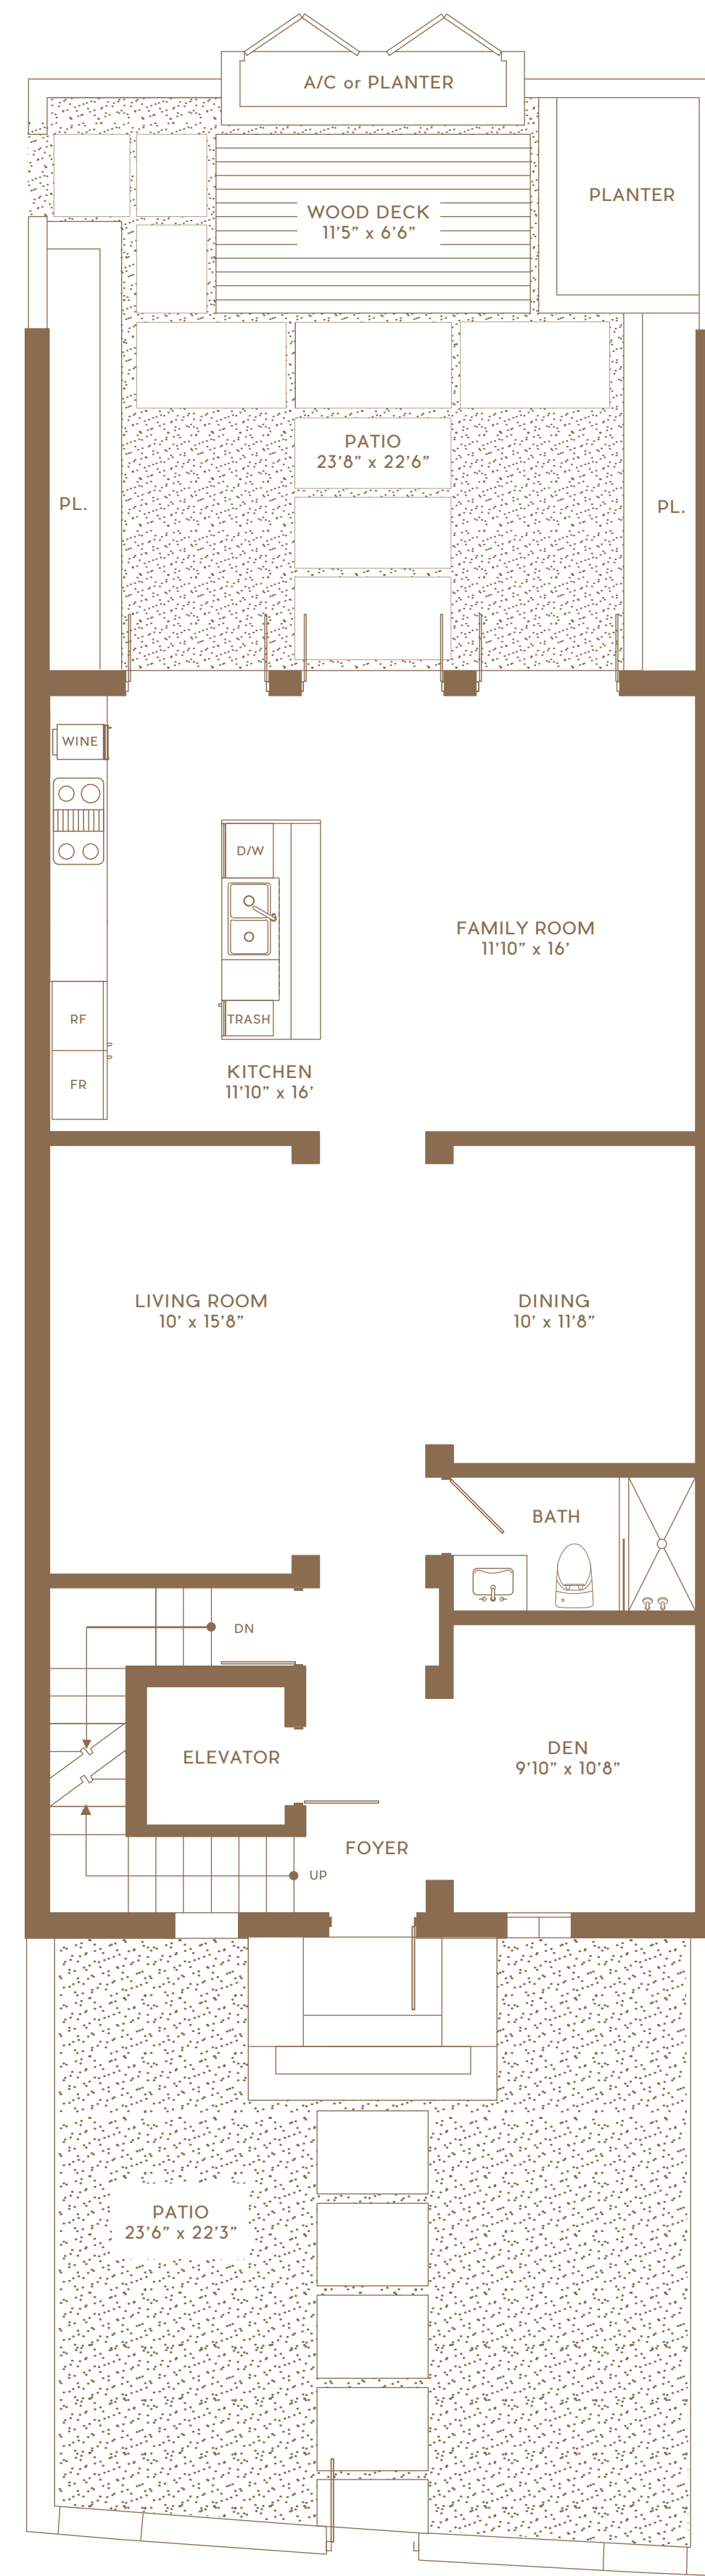 A/C or PLANTER
PLANTER
WOOD DECK
11'5" x 6'6"
PATIO
23'8" x 22'6"
PL.
PL.
WINE
D/W
FAMILY ROOM
11'10" x 16'
RF
TRASH
KITCHEN
11'10" x 16'
FR
LIVING ROOM
10' x 15'8"
DINING
10' x 11'8"
BATH
DN
ELEVATOR
DEN
9'10" x 10'8"
FOYER
UP
PATIO
23'6" x 22'3"